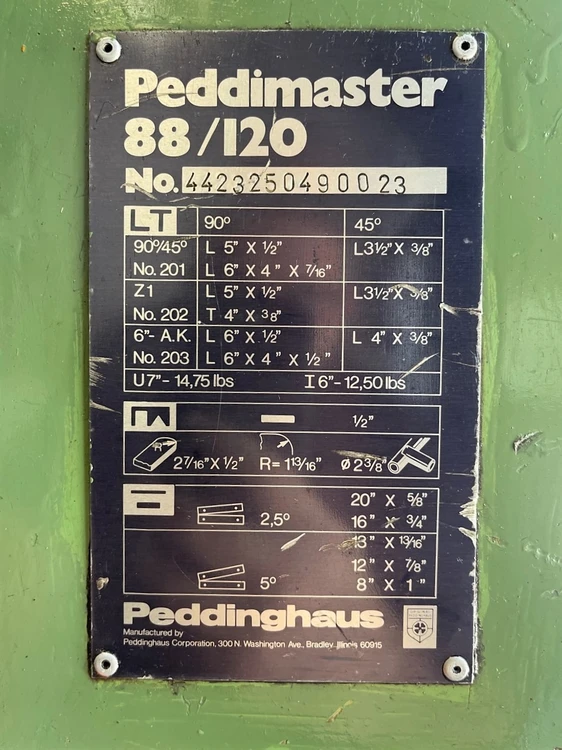 Peddimaster
88/120
No. 44232504900 23
LT 90° 45°
90°/45° L 5" X ½" L3½" X ⅜"
No. 201 L 6" X 4" X 7/16"
Z1 L 5" X ½" L3½" X ⅜"
No. 202 T 4" X 3 8"
6"- A.K. L 6" X ½" L 4" X ⅜"
No. 203 L 6" X 4" X ½"
U7" - 14,75 lbs I 6" - 12,50 lbs
½"
2 7/16" X ½" R= 1 13/16" Ø 2 ⅜"
20" X ⅝"
2,5° 16" X ¾"
13" X 13/16"
12" X ⅞"
5° 8" X 1"
Peddinghaus
Manufactured by
Peddinghaus Corporation, 300 N. Washington Ave., Bradley, Illinois 60915